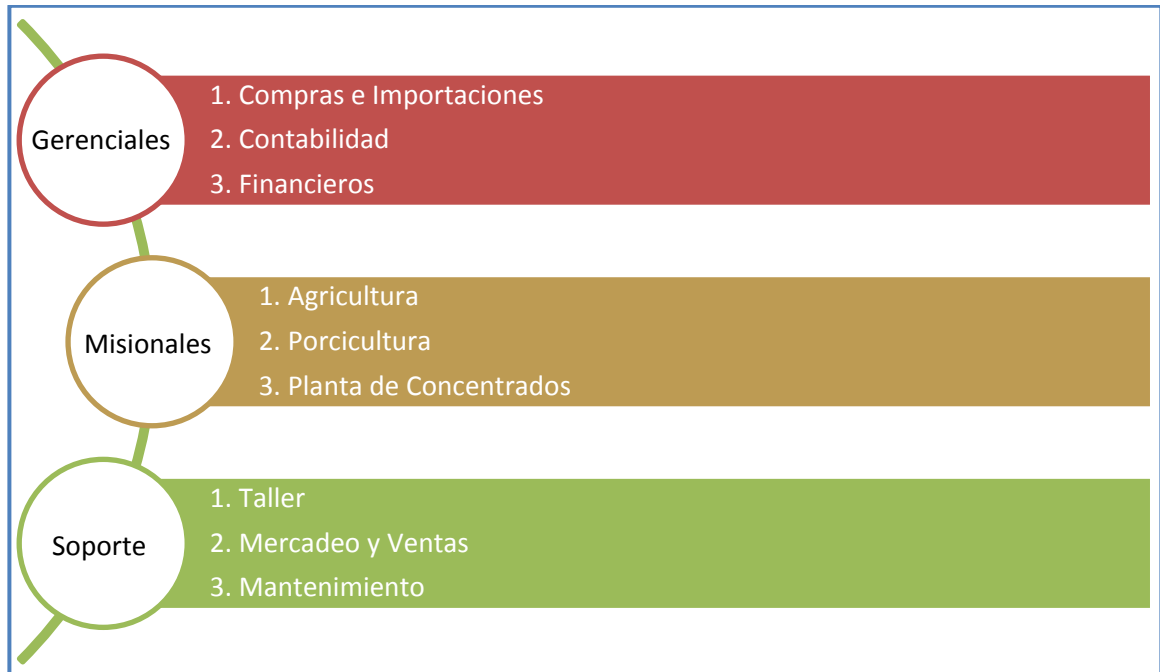 Gerenciales
1. Compras e Importaciones
2. Contabilidad
3. Financieros
Misionales
1. Agricultura
2. Porcicultura
3. Planta de Concentrados
Soporte
1. Taller
2. Mercadeo y Ventas
3. Mantenimiento